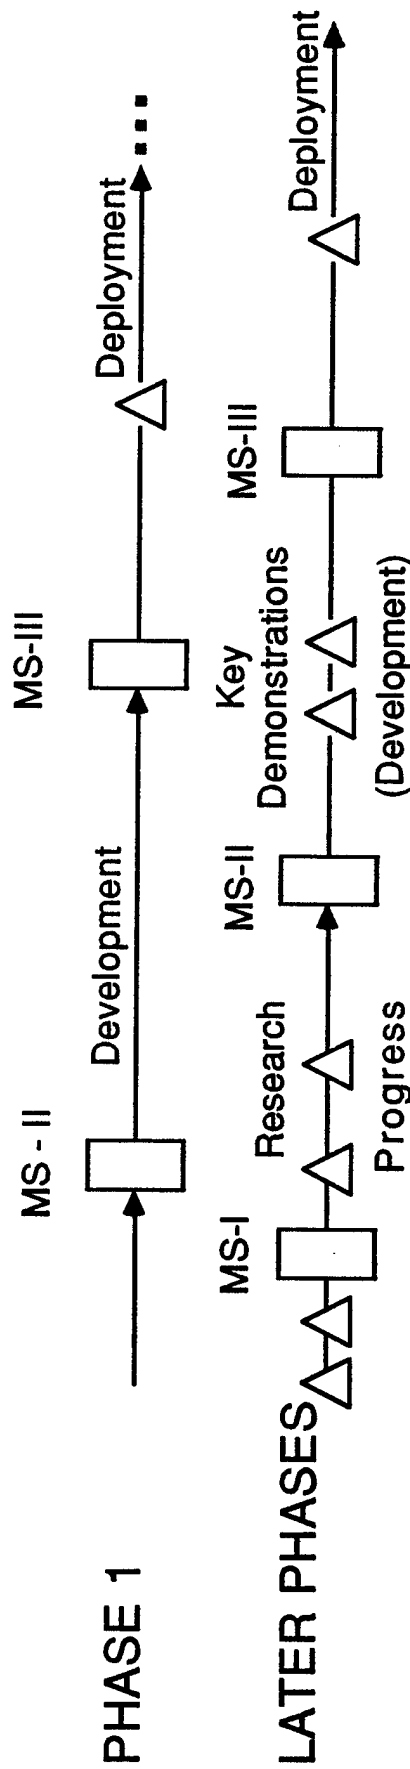 PHASE 1
MS - II
Development
MS-III
Deployment
LATER PHASES
MS-I
Research
Progress
MS-II
Key
Demonstrations
(Development)
MS-III
Deployment